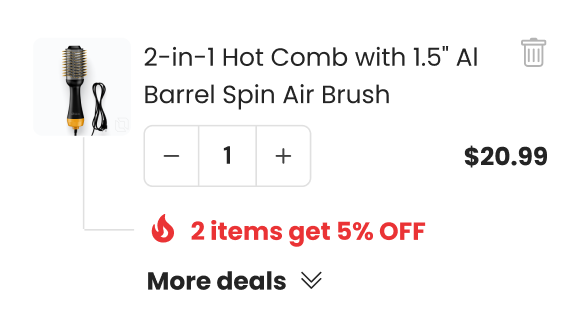 2-in-1 Hot Comb with 1.5" Al
Barrel Spin Air Brush
1
$20.99
2 items get 5% OFF
More deals